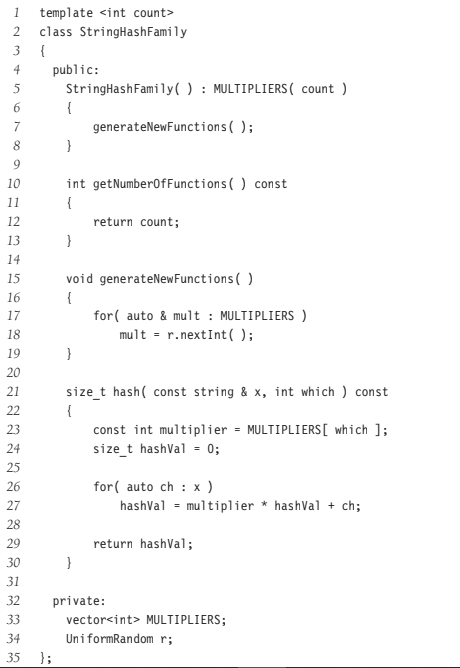 1 template <int count>
2 class StringHashFamily
3 {
4 public:
5 StringHashFamily( ) : MULTIPLIERS( count )
6 {
7 generateNewFunctions( );
8 }
9
10 int getNumberOfFunctions( ) const
11 {
12 return count;
13 }
14
15 void generateNewFunctions( )
16 {
17 for( auto & mult : MULTIPLIERS )
18 mult = r.nextInt( );
19 }
20
21 size_t hash( const string & x, int which ) const
22 {
23 const int multiplier = MULTIPLIERS[ which ];
24 size_t hashVal = 0;
25
26 for( auto ch : x )
27 hashVal = multiplier * hashVal + ch;
28
29 return hashVal;
30 }
31
32 private:
33 vector<int> MULTIPLIERS;
34 UniformRandom r;
35 };